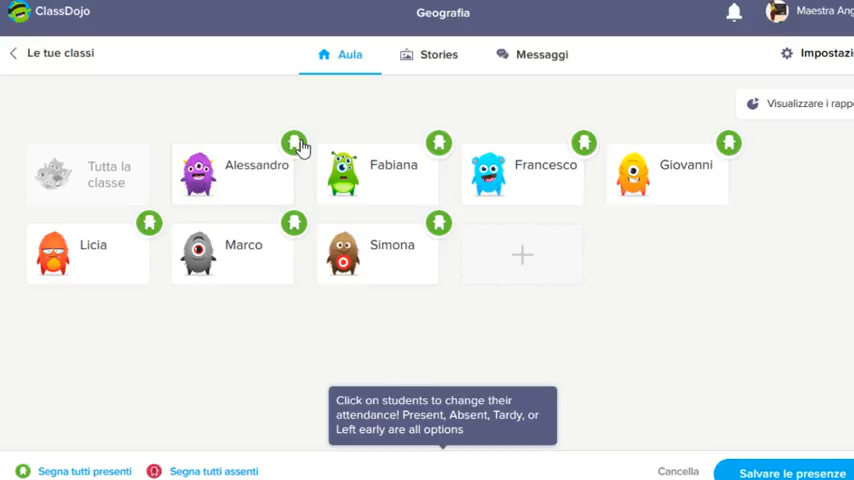 ClassDojo
Geografia
Maestra Ang
Le tue classi
Aula
Stories
Messaggi
Impostazi
Visualizzare i rappo
Tutta la
classe
Alessandro
Fabiana
Francesco
Giovanni
Licia
Marco
Simona
Click on students to change their
attendance! Present, Absent, Tardy, or
Left early are all options
Segna tutti presenti
Segna tutti assenti
Cancella
Salvare le presenze